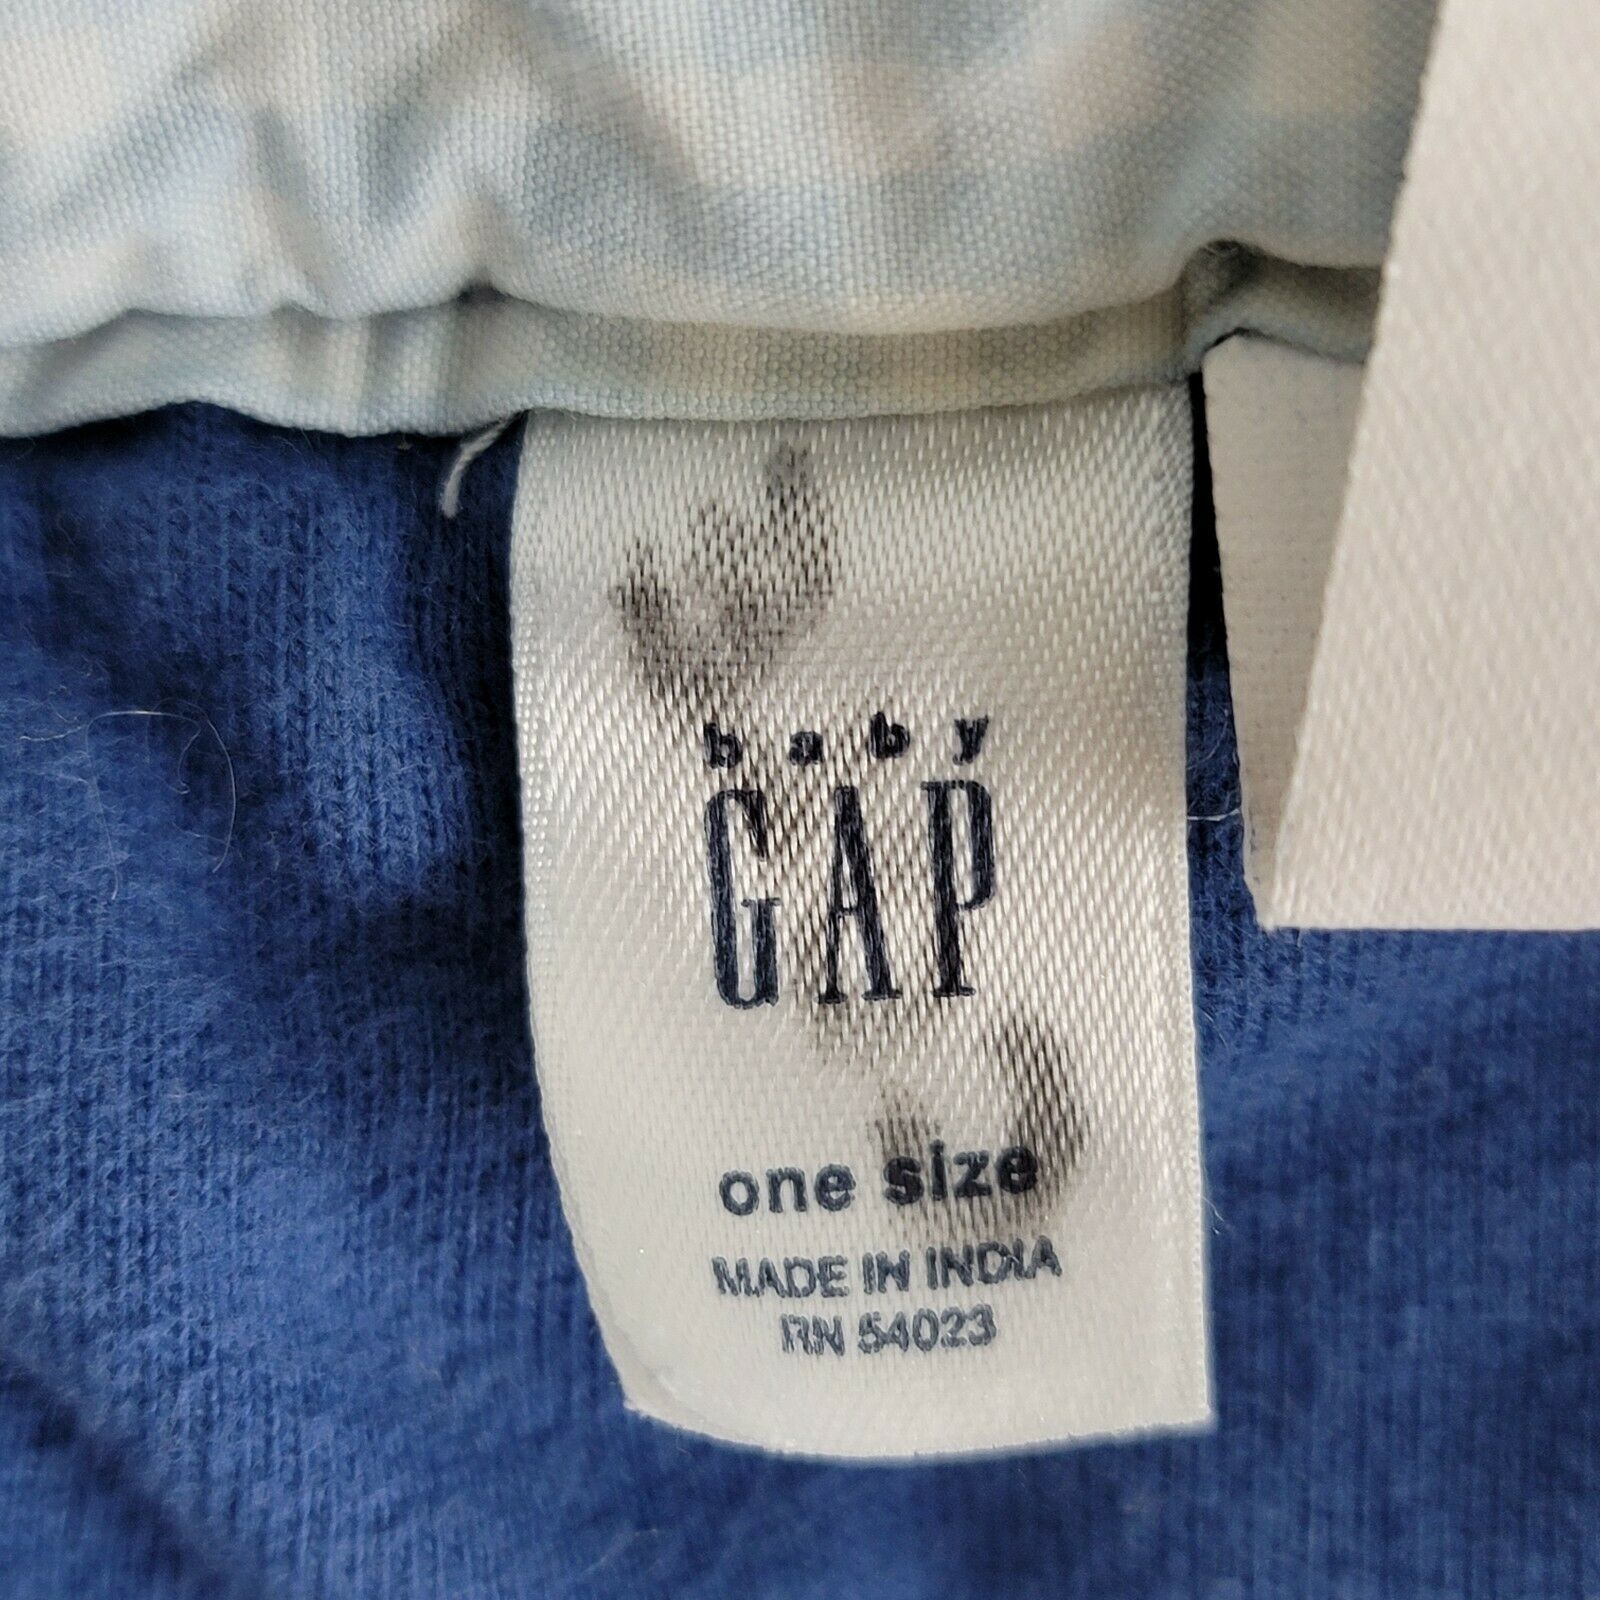 baby
GAP
one size
MADE IN INDIA
RN 54023